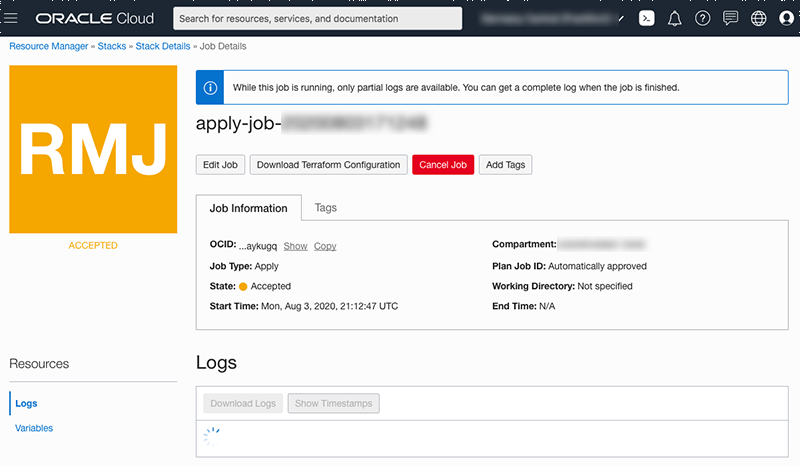 ORACLE Cloud
Search for resources, services, and documentation
Resource Manager » Stacks » Stack Details » Job Details
RMJ
ACCEPTED
While this job is running, only partial logs are available. You can get a complete log when the job is finished.
apply-job-
Edit Job Download Terraform Configuration Cancel Job Add Tags
Job Information Tags
OCID: ...aykugq Show Copy Compartment:
Job Type: Apply Plan Job ID: Automatically approved
State: Accepted Working Directory: Not specified
Start Time: Mon, Aug 3, 2020, 21:12:47 UTC End Time: N/A
Resources
Logs
Variables
Logs
Download Logs Show Timestamps